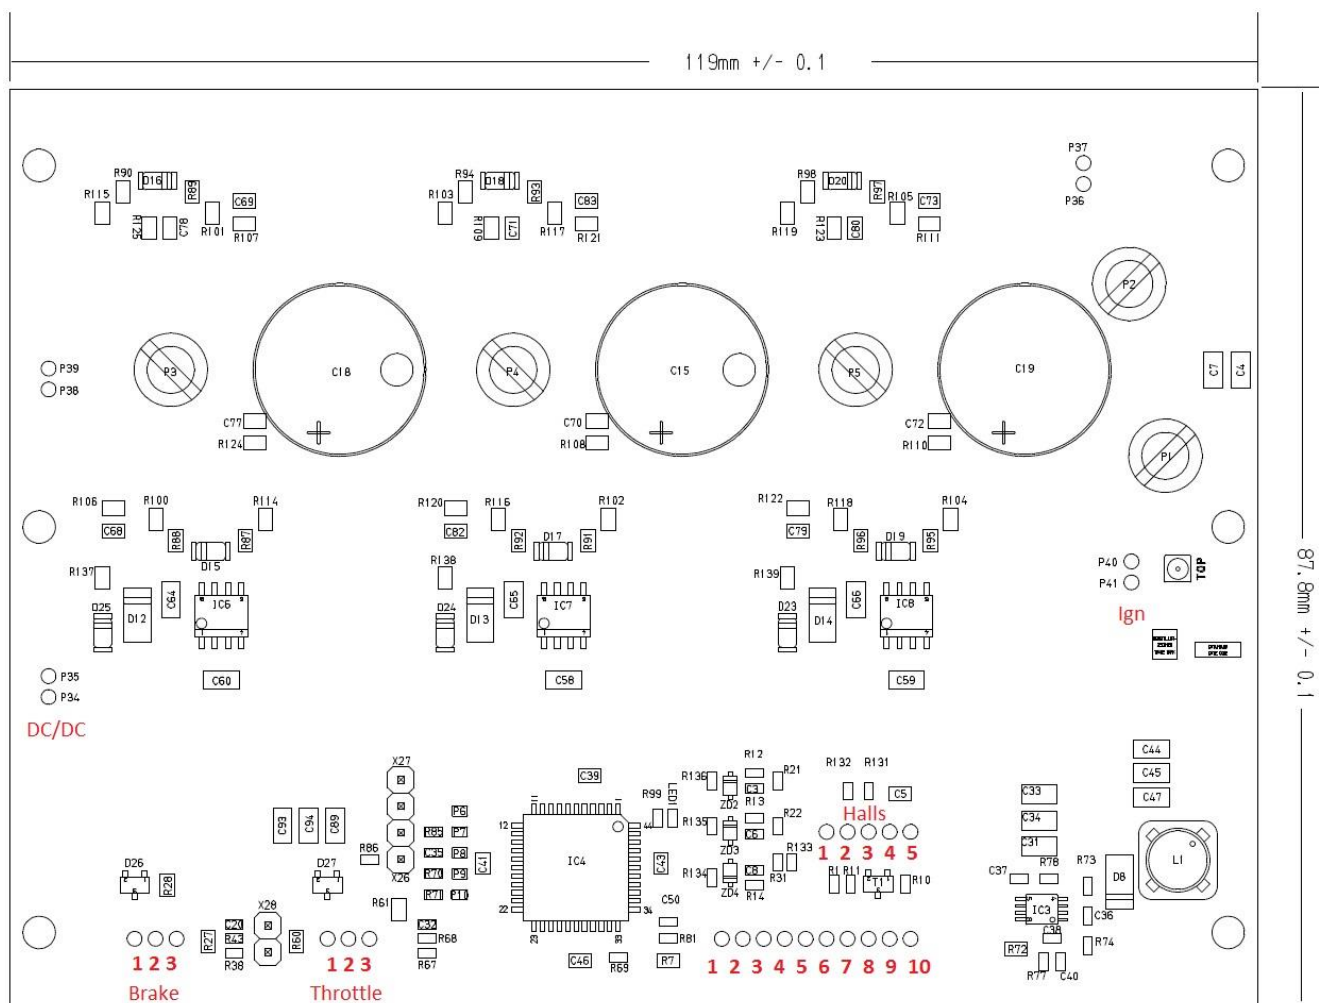 119mm +/- 0.1
87.8mm +/- 0.1
P37
P36
R90
D16
R89
R115
C69
R125
C78
R101
R107
R94
D18
R93
R103
C83
R109
C71
R117
R121
R98
D20
R97
R105
C73
R119
R123
C80
R111
P2
P39
P38
P3
C18
P4
C15
P5
C19
C7
C4
C77
R124
C70
R108
C72
R110
P1
R106
R100
R114
R120
R116
R102
R122
R118
R104
C68
R88
R87
D15
C82
R92
R91
D17
C79
R96
R95
D19
R137
D25
D12
C64
IC6
R138
D24
D13
C65
IC7
R139
D23
D14
C66
IC8
P40
P41
TOP
Ign
P35
P34
C60
C58
C59
DC/DC
C44
C45
C47
X27
C39
R99
LED1
R136
R12
R21
ZD2
C3
R13
R132
R131
C5
Halls
C33
C34
C31
C93
C94
C89
R86
P6
R85
P7
C35
P8
R70
P9
R71
P10
X26
C41
12
44
IC4
22
34
C43
R135
R22
ZD3
C6
1 2 3 4 5
R134
C8
R31
R133
ZD4
R14
R1
R11
T1
R10
D26
R28
D27
R61
C37
R78
R73
IC3
C36
C38
D8
L1
R72
R74
R77
C40
X28
R27
C20
R43
R38
R60
C32
R68
R67
C46
R69
C50
R81
R7
1 2 3
Brake
1 2 3
Throttle
1 2 3 4 5 6 7 8 9 10